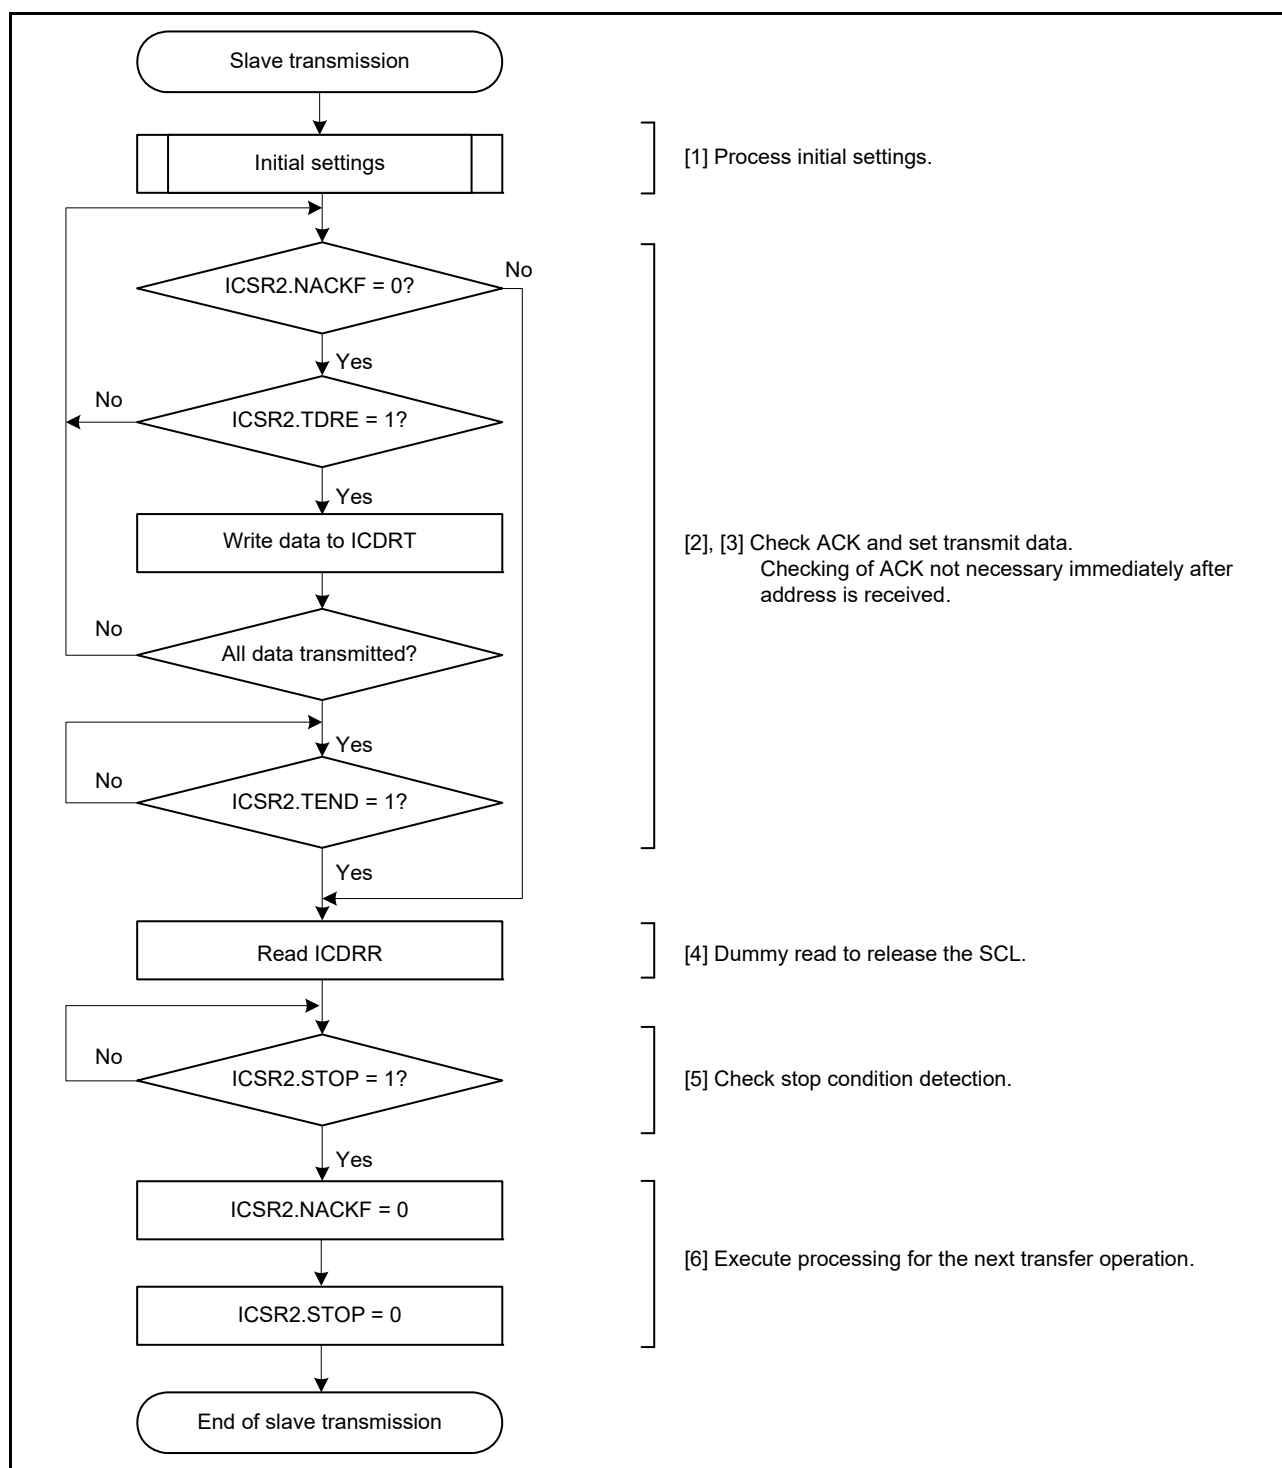 Slave transmission
Initial settings
[1] Process initial settings.
ICSR2.NACKF = 0?
No
Yes
No
ICSR2.TDRE = 1?
Yes
Write data to ICDRT
[2], [3] Check ACK and set transmit data.
Checking of ACK not necessary immediately after
address is received.
No
All data transmitted?
Yes
No
ICSR2.TEND = 1?
Yes
Read ICDRR
[4] Dummy read to release the SCL.
No
ICSR2.STOP = 1?
[5] Check stop condition detection.
Yes
ICSR2.NACKF = 0
[6] Execute processing for the next transfer operation.
ICSR2.STOP = 0
End of slave transmission